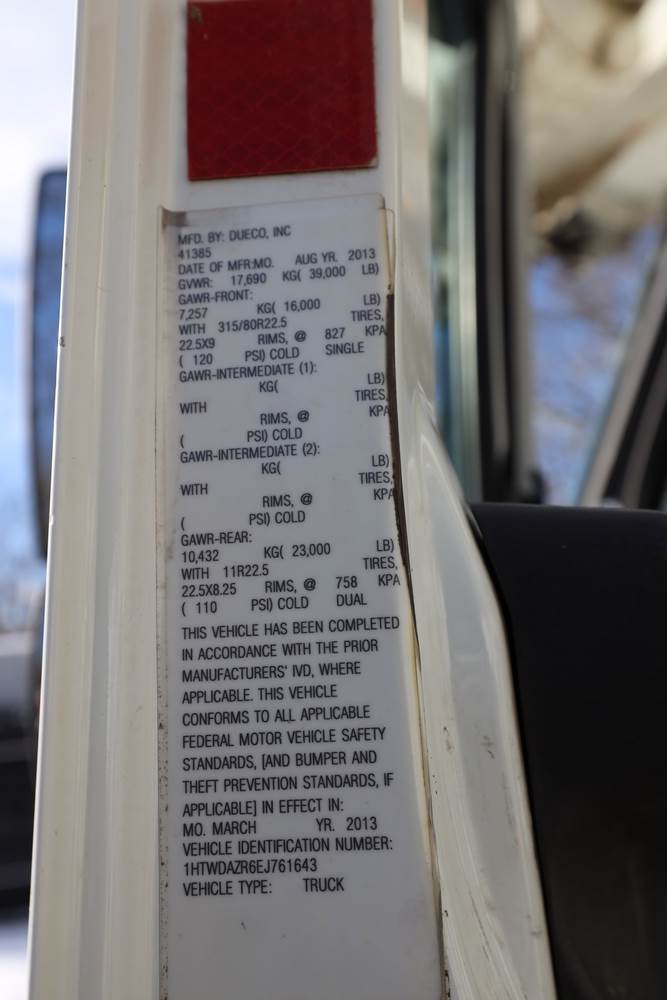 MFD. BY: DUECO, INC
41385
DATE OF MFR:MO. AUG YR. 2013
GVWR: 17,690 KG( 39,000 LB)
GAWR-FRONT:
7,257 KG( 16,000 LB)
WITH 315/80R22.5 TIRES,
22.5X9 RIMS, @ 827 KPA
( 120 PSI) COLD SINGLE
GAWR-INTERMEDIATE (1):
KG( LB)
WITH TIRES,
RIMS, @ KPA
( PSI) COLD
GAWR-INTERMEDIATE (2):
KG( LB)
WITH TIRES,
RIMS, @ KPA
( PSI) COLD
GAWR-REAR:
10,432 KG( 23,000 LB)
WITH 11R22.5 TIRES,
22.5X8.25 RIMS, @ 758 KPA
( 110 PSI) COLD DUAL
THIS VEHICLE HAS BEEN COMPLETED
IN ACCORDANCE WITH THE PRIOR
MANUFACTURERS' IVD, WHERE
APPLICABLE. THIS VEHICLE
CONFORMS TO ALL APPLICABLE
FEDERAL MOTOR VEHICLE SAFETY
STANDARDS, [AND BUMPER AND
THEFT PREVENTION STANDARDS, IF
APPLICABLE] IN EFFECT IN:
MO. MARCH YR. 2013
VEHICLE IDENTIFICATION NUMBER:
1HTWDAZR6EJ761643
VEHICLE TYPE: TRUCK